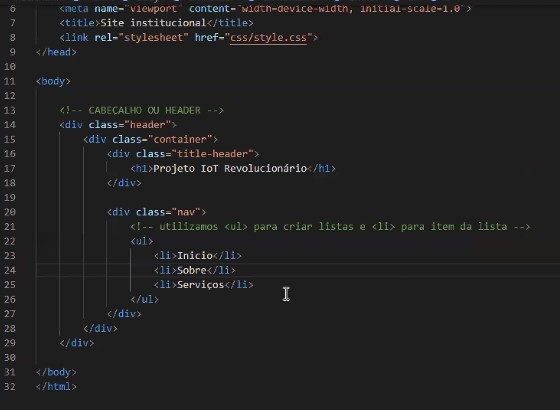 6 <meta name="viewport" content="width=device-width, initial-scale=1.0">
7 <title>Site institucional</title>
8 <link rel="stylesheet" href="css/style.css">
9 </head>
10
11 <body>
12
13 <!-- CABEÇALHO OU HEADER -->
14 <div class="header">
15 <div class="container">
16 <div class="title-header">
17 <h1>Projeto IoT Revolucionário</h1>
18 </div>
19
20 <div class="nav">
21 <!-- utilizamos <ul> para criar listas e <li> para item da lista -->
22 <ul>
23 <li>Inicio</li>
24 <li>Sobre</li>
25 <li>Serviços</li>
26 </ul>
27 </div>
28 </div>
29 </div>
30
31 </body>
32 </html>